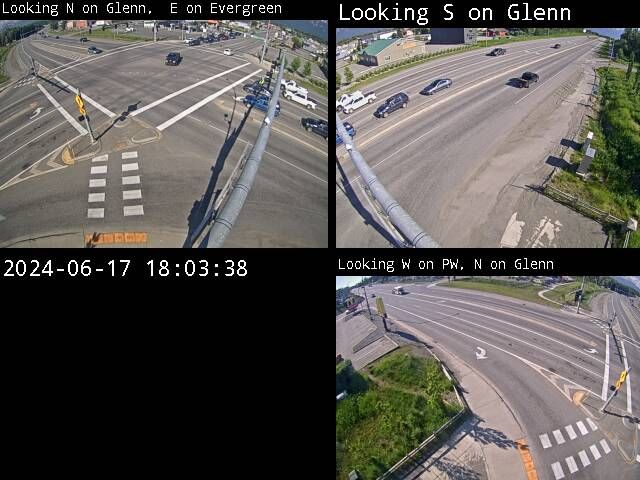 Looking N on Glenn, E on Evergreen
Looking S on Glenn
2024-06-17 18:03:38
Looking W on PW, N on Glenn